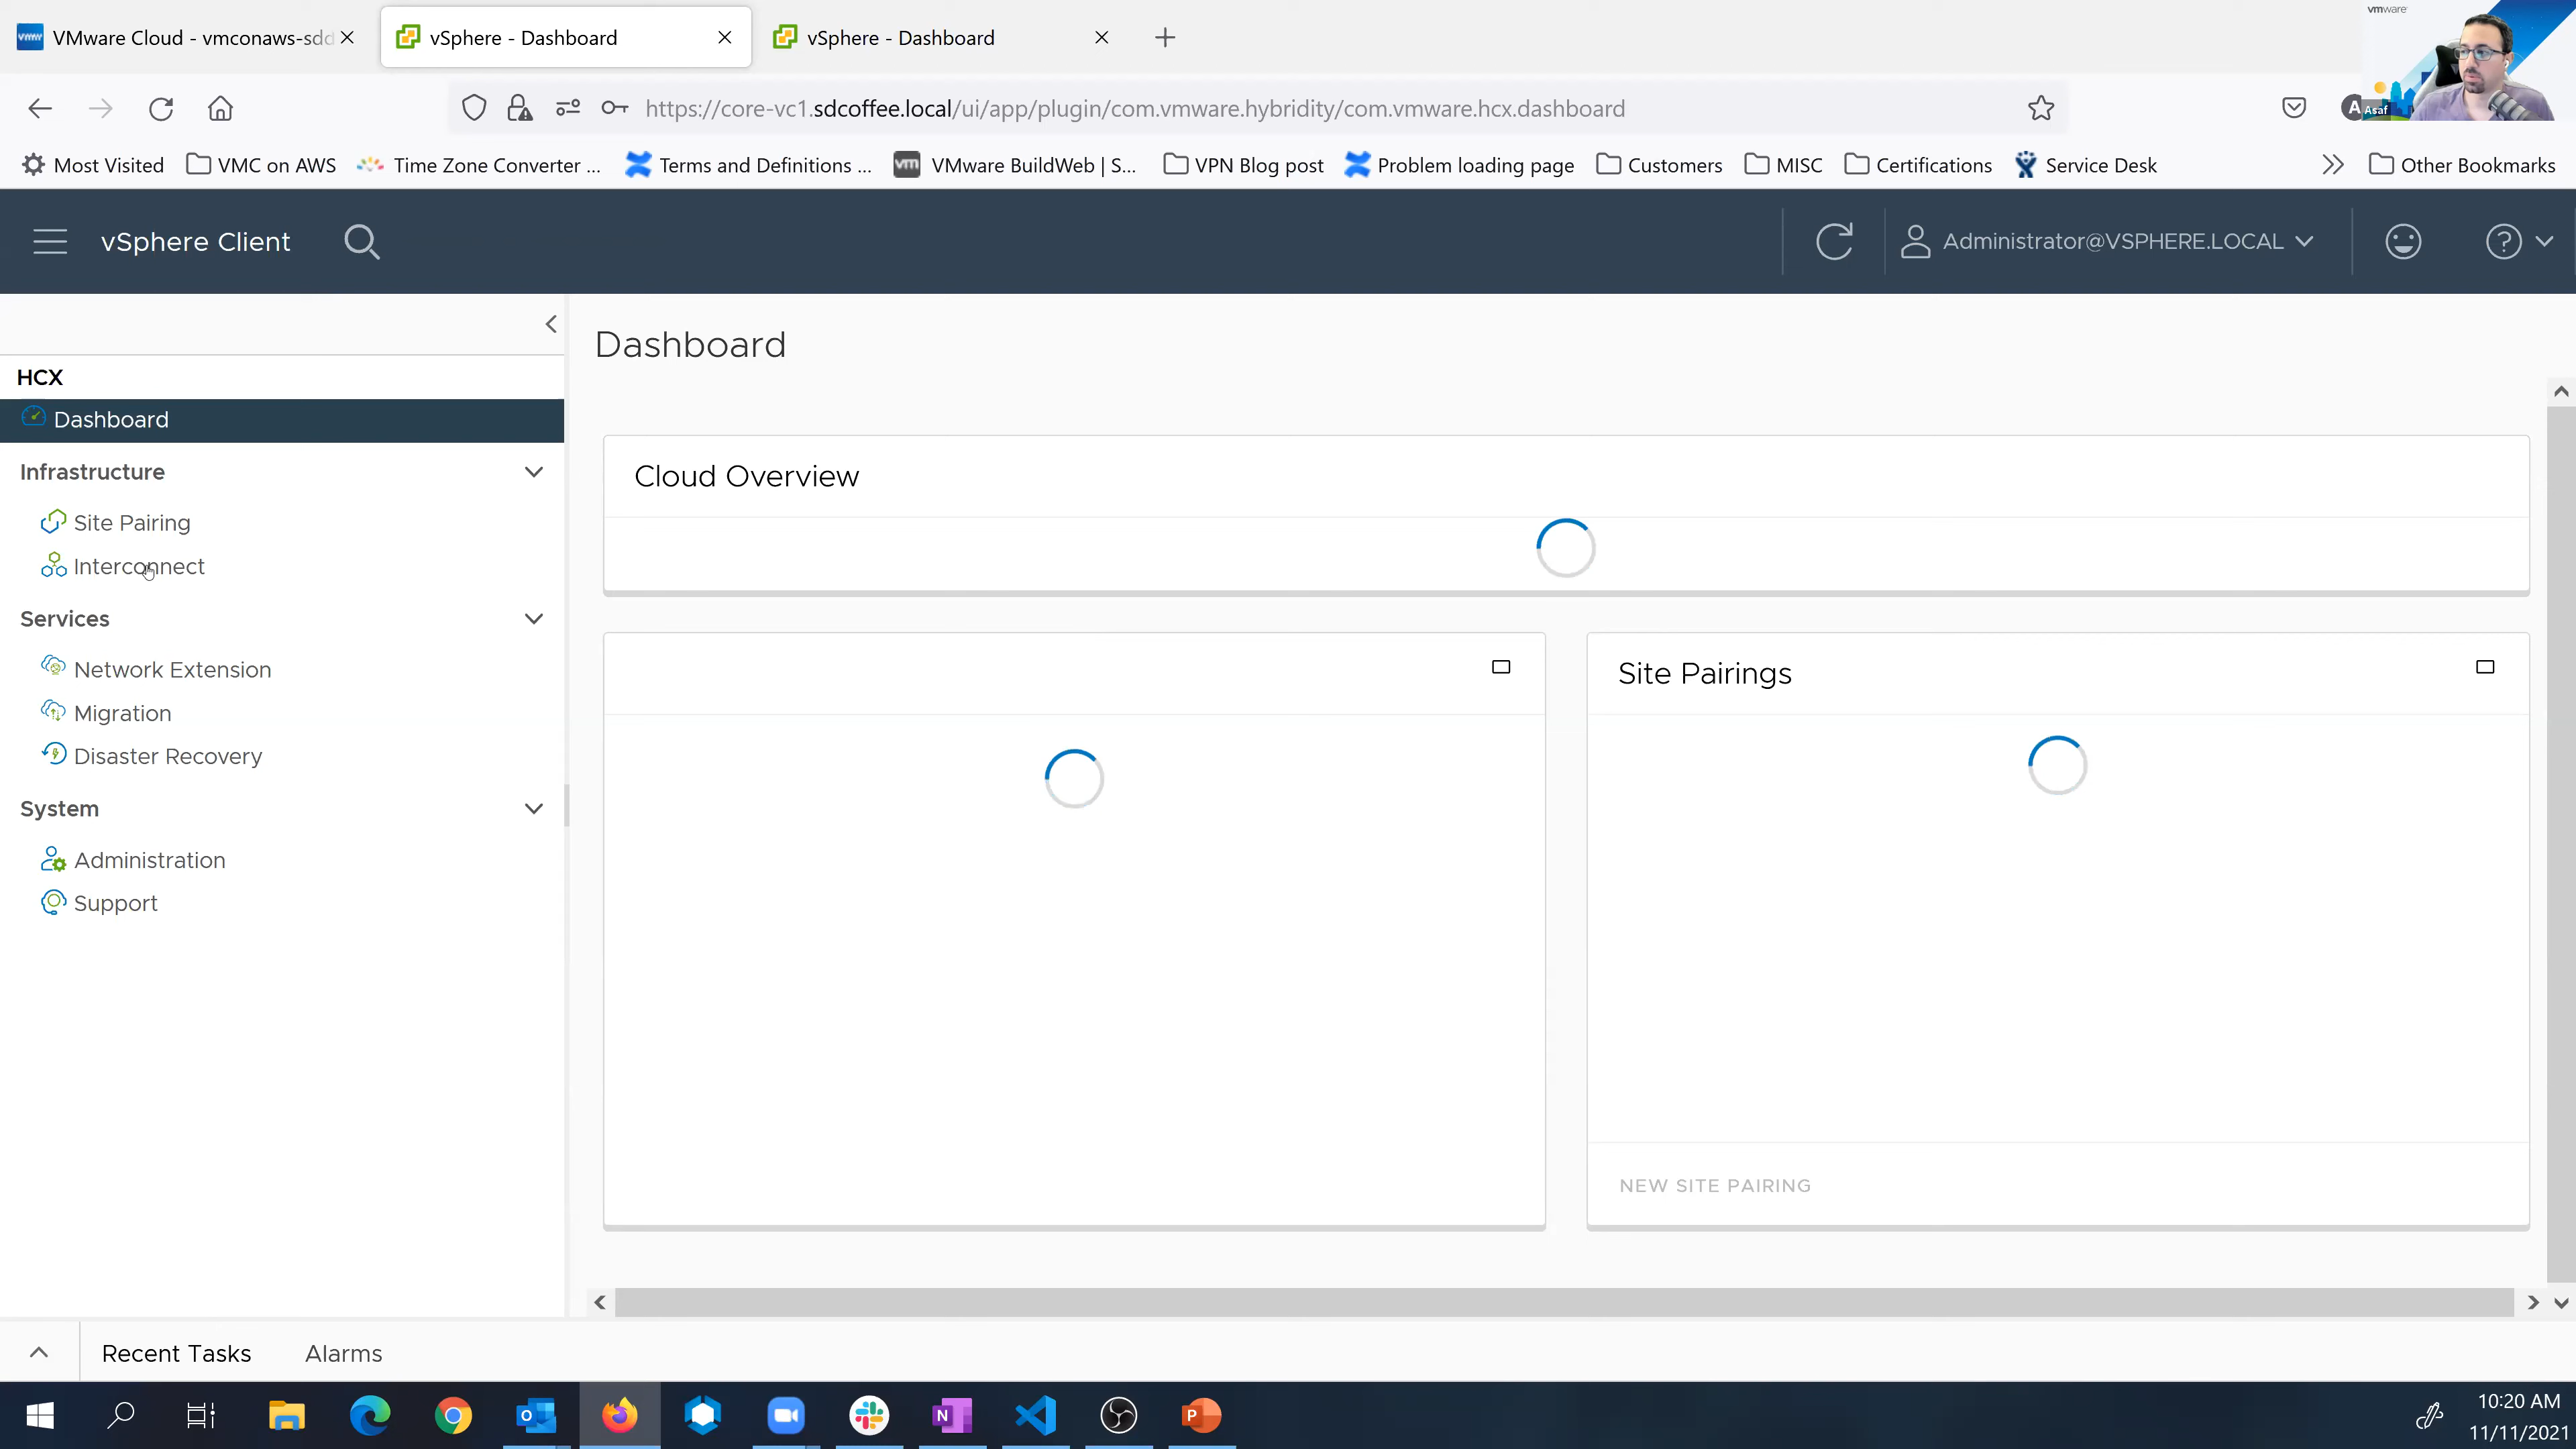 VMware Cloud - vmconaws-sdd
vSphere - Dashboard
vSphere - Dashboard
vmware
Asaf
https://core-vc1.sdcoffee.local/ui/app/plugin/com.vmware.hybridity/com.vmware.hcx.dashboard
A
Most Visited
VMC on AWS
Time Zone Converter ...
Terms and Definitions ...
vm
VMware BuildWeb | S...
VPN Blog post
Problem loading page
Customers
MISC
Certifications
Service Desk
Other Bookmarks
vSphere Client
Administrator@VSPHERE.LOCAL
Dashboard
HCX
Dashboard
Infrastructure
Site Pairing
Interconnect
Services
Network Extension
Migration
Disaster Recovery
System
Administration
Support
Cloud Overview
Site Pairings
NEW SITE PAIRING
Recent Tasks
Alarms
10:20 AM
11/11/2021